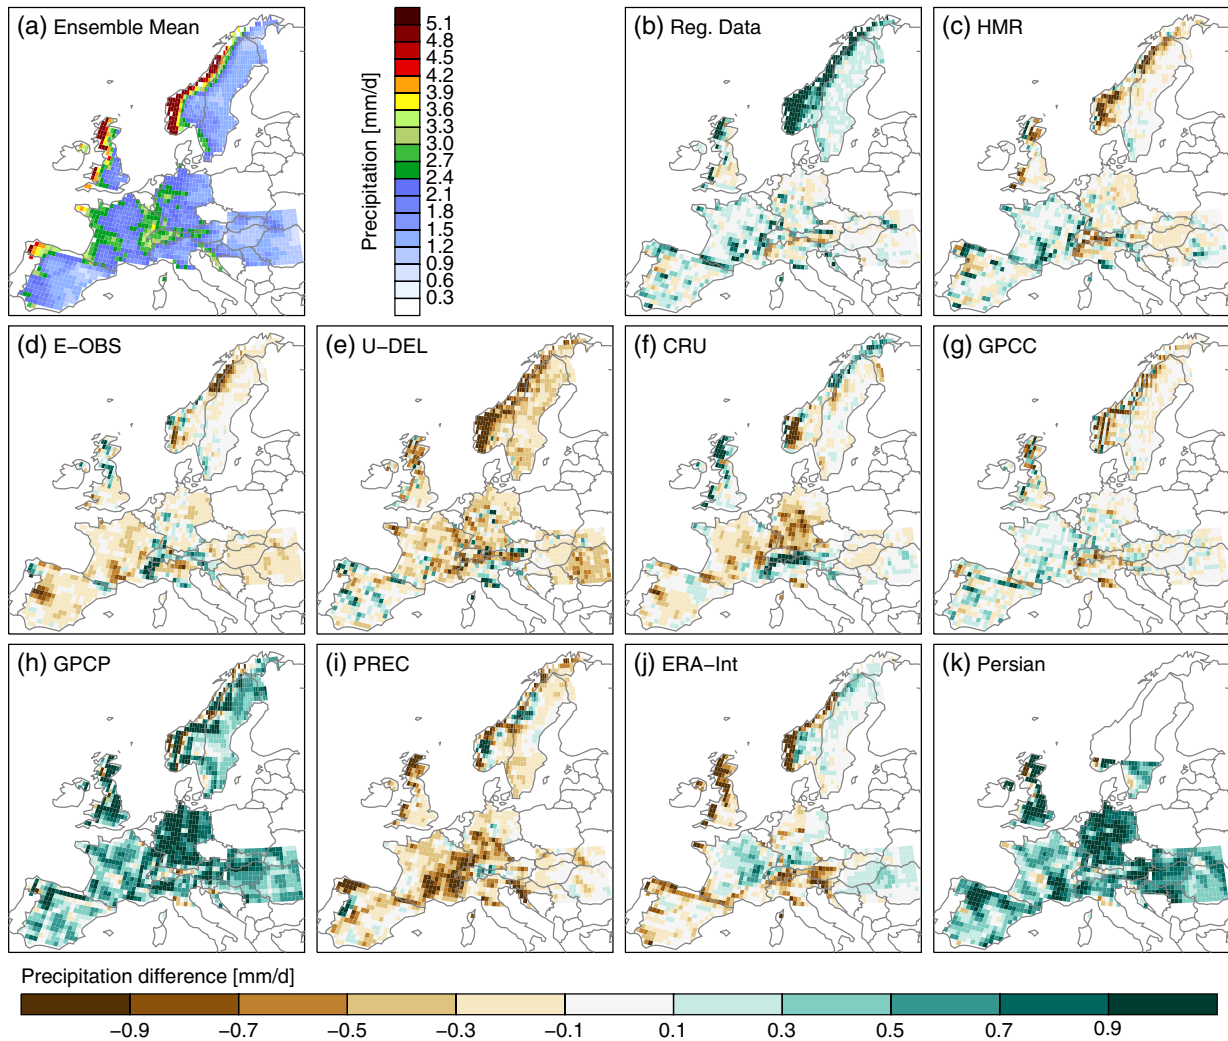 (a) Ensemble Mean
Precipitation [mm/d]
5.1
4.8
4.5
4.2
3.9
3.6
3.3
3.0
2.7
2.4
2.1
1.8
1.5
1.2
0.9
0.6
0.3
(b) Reg. Data
(c) HMR
(d) E−OBS
(e) U−DEL
(f) CRU
(g) GPCC
(h) GPCP
(i) PREC
(j) ERA−Int
(k) Persian
Precipitation difference [mm/d]
−0.9 −0.7 −0.5 −0.3 −0.1 0.1 0.3 0.5 0.7 0.9